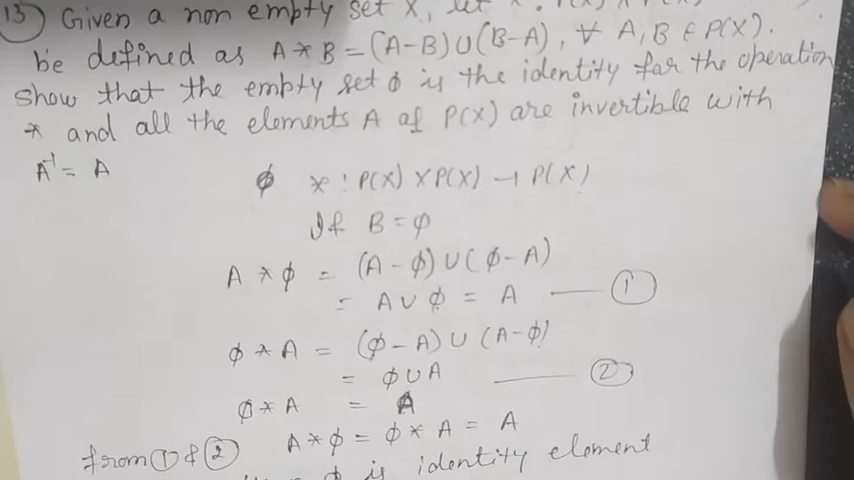 13) Given a non empty set X, let
be defined as A * B = (A-B) ∪ (B-A), ∀ A, B ∈ P(X).
show that the empty set ϕ is the identity for the operation
* and all the elements A of P(X) are invertible with
A⁻¹ = A
ϕ * : P(X) × P(X) → P(X)
If B = ϕ
A * ϕ = (A - ϕ) ∪ (ϕ - A)
= A ∪ ϕ = A — ①
ϕ * A = (ϕ - A) ∪ (A - ϕ)
= ϕ ∪ A — ②
ϕ * A = A
from ① & ② A * ϕ = ϕ * A = A
ϕ is identity element